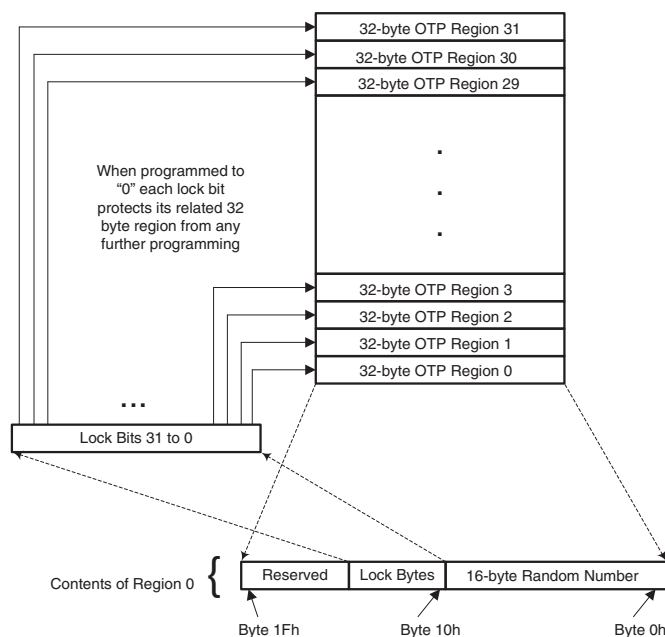 32-byte OTP Region 31
32-byte OTP Region 30
32-byte OTP Region 29
.
.
.
When programmed to
“0” each lock bit
protects its related 32
byte region from any
further programming
32-byte OTP Region 3
32-byte OTP Region 2
32-byte OTP Region 1
32-byte OTP Region 0
...
Lock Bits 31 to 0
Contents of Region 0 {
Reserved
Lock Bytes
16-byte Random Number
Byte 1Fh
Byte 10h
Byte 0h